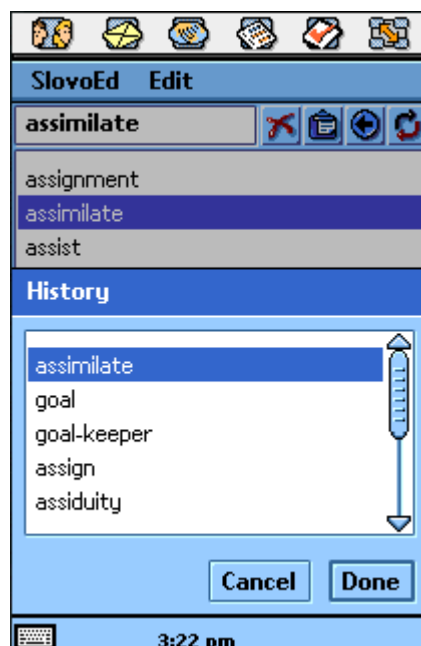 SlovoEd Edit
assimilate
assignment
assimilate
assist
History
assimilate
goal
goal-keeper
assign
assiduity
Cancel Done
3:22 pm